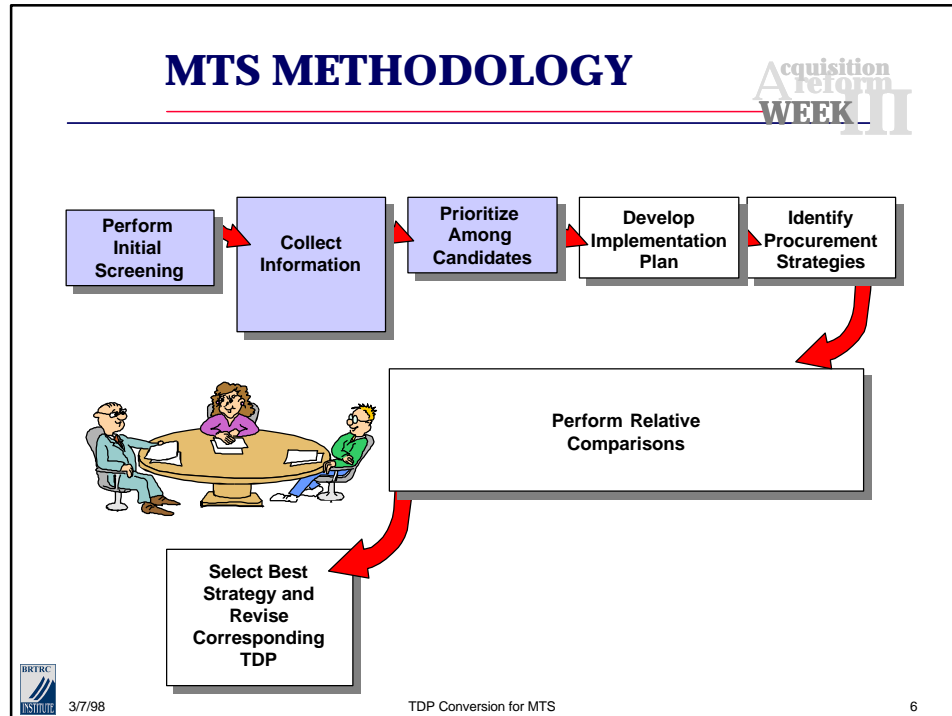 MTS METHODOLOGY
Acquisition
reform
WEEK III
Perform
Initial
Screening
Collect
Information
Prioritize
Among
Candidates
Develop
Implementation
Plan
Identify
Procurement
Strategies
Perform Relative
Comparisons
Select Best
Strategy and
Revise
Corresponding
TDP
BRTRC
INSTITUTE
3/7/98
TDP Conversion for MTS
6